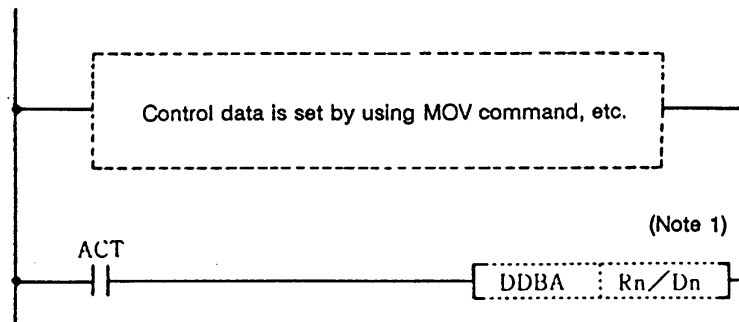 Control data is set by using MOV command, etc.
(Note 1)
ACT
DDBA Rn/Dn